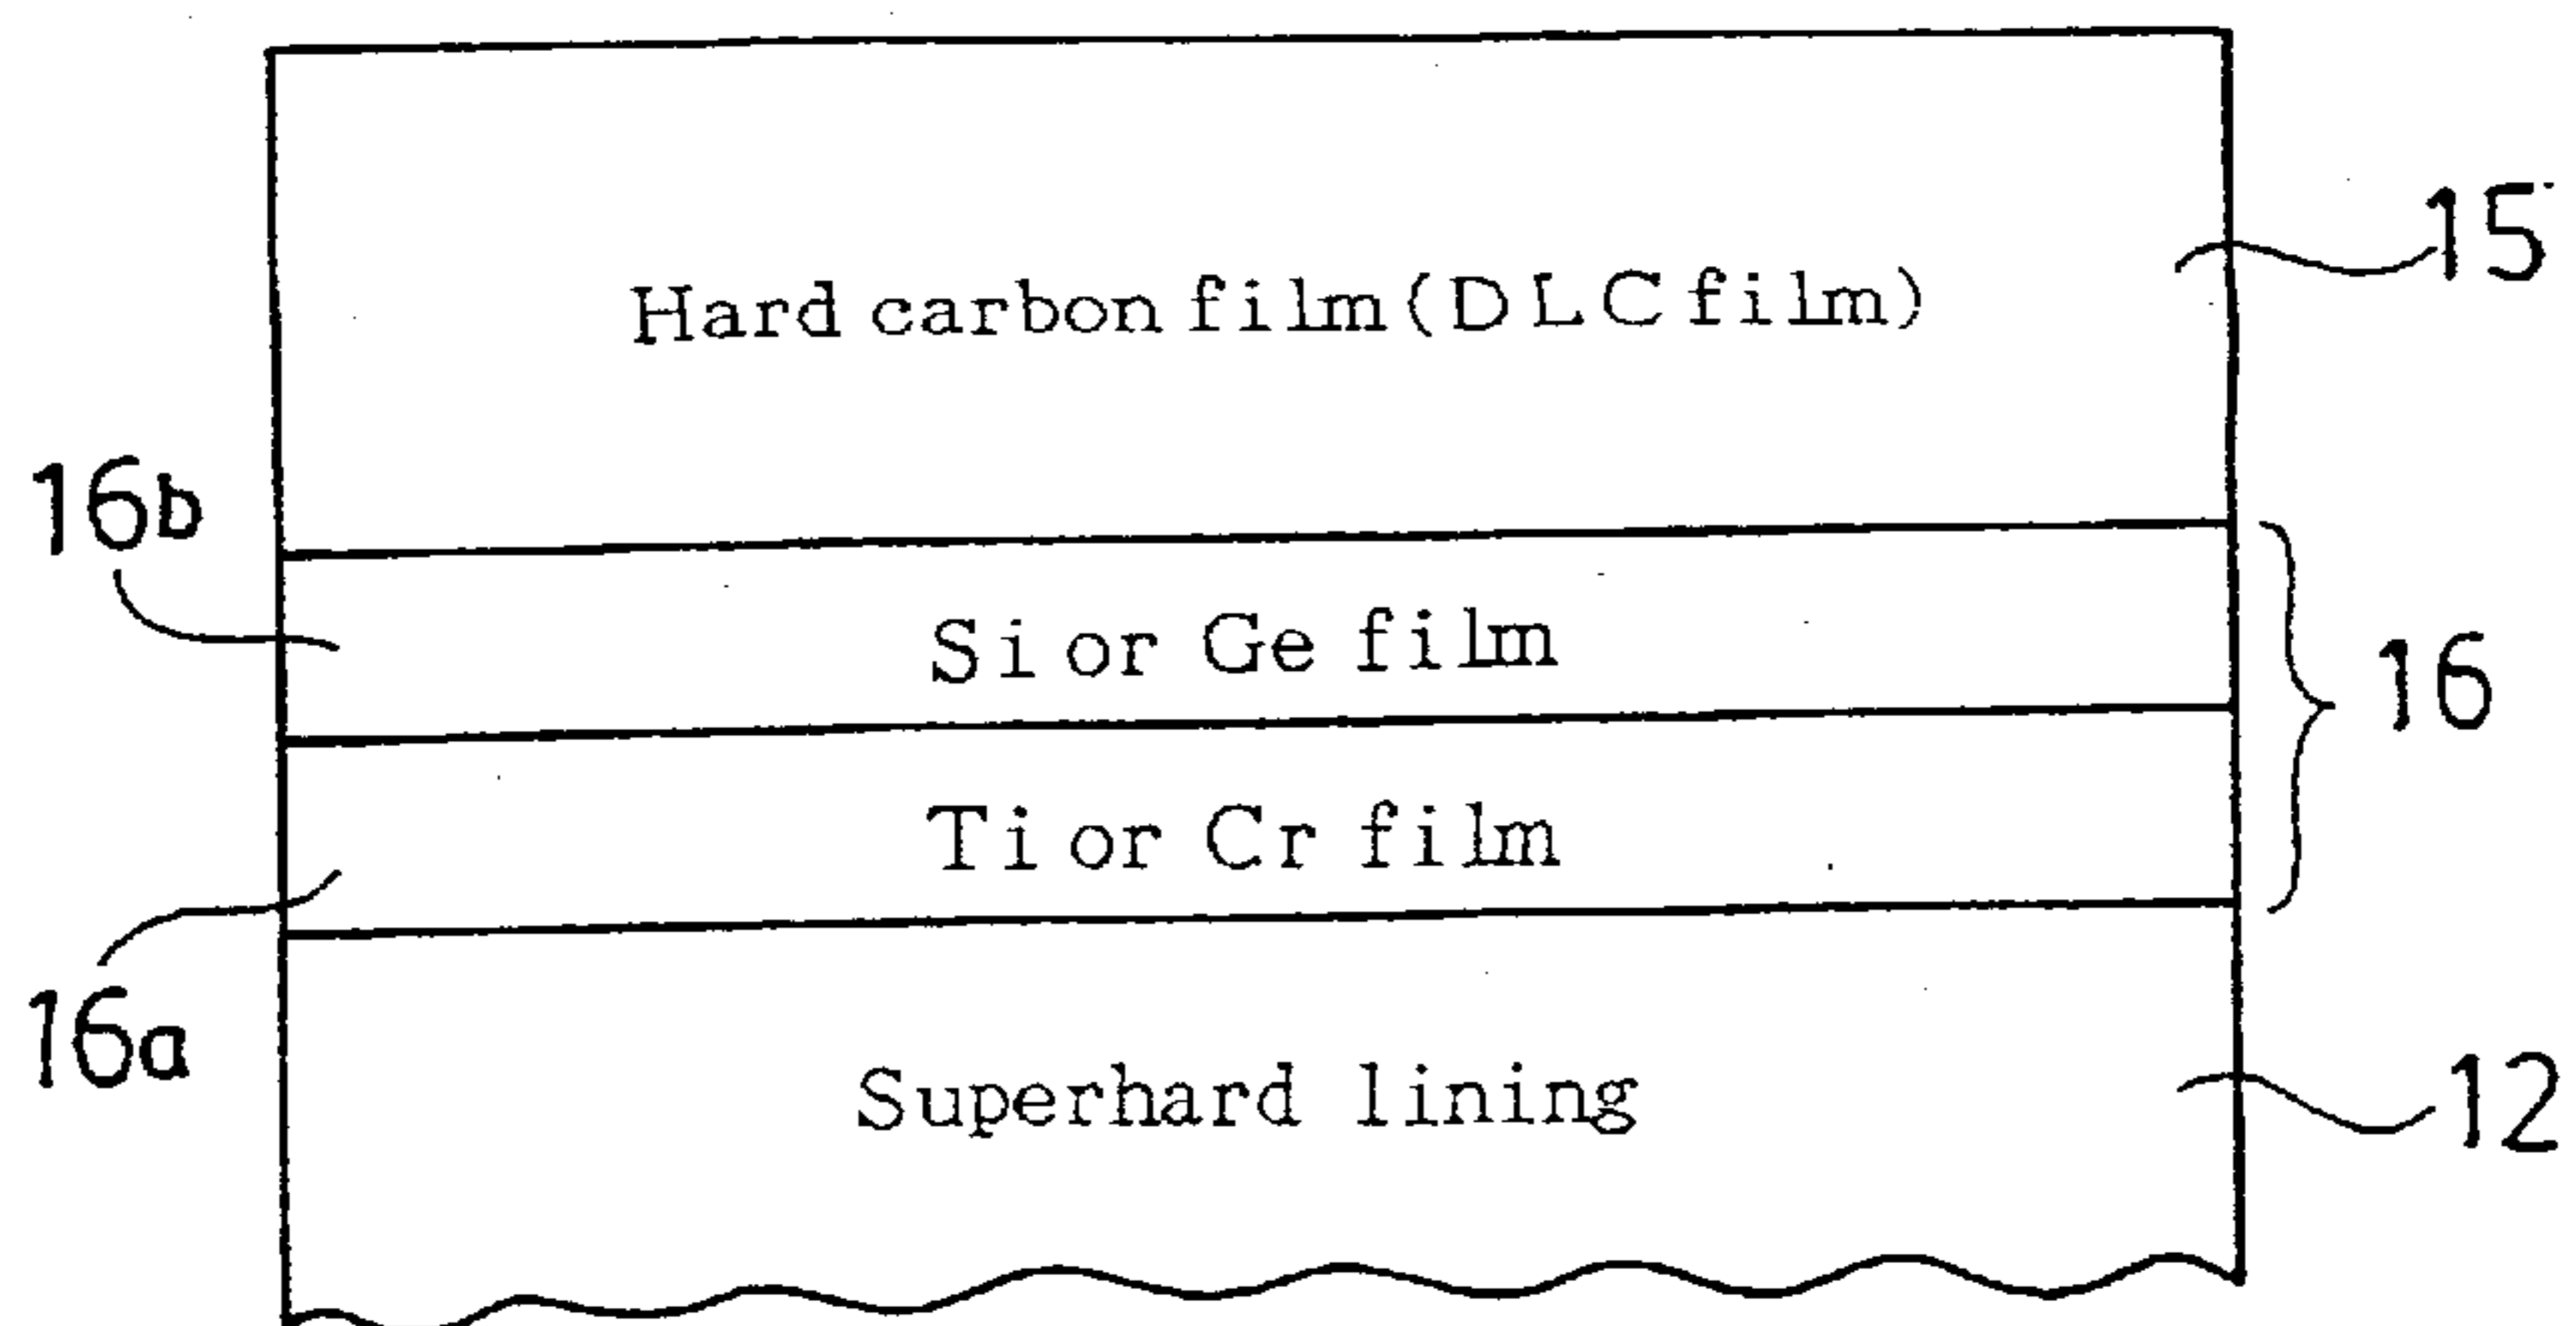 15
Hard carbon film (DLC film)
16b
Si or Ge film
16
Ti or Cr film
16a
Superhard lining
12